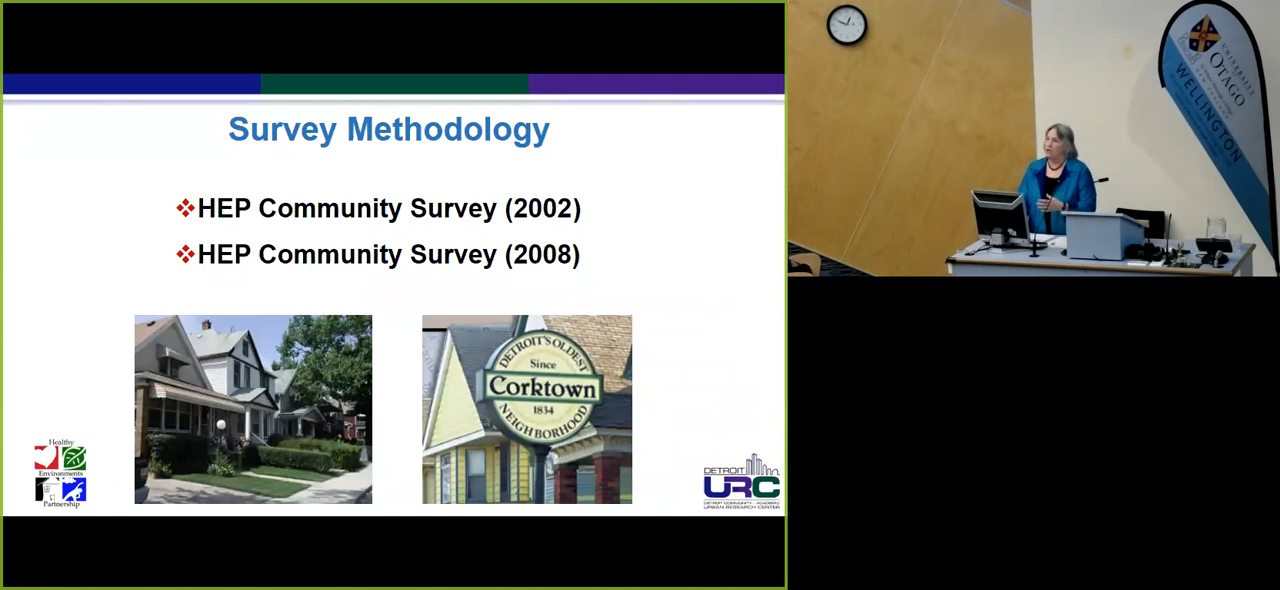 Survey Methodology
HEP Community Survey (2002)
HEP Community Survey (2008)
DETROIT'S OLDEST
Since
Corktown
1834
NEIGHBORHOOD
Healthy
Environments
Partnership
DETROIT
URC
DETROIT COMMUNITY - ACADEMIC
URBAN RESEARCH CENTER
UNIVERSITY
OTAGO
WELLINGTON